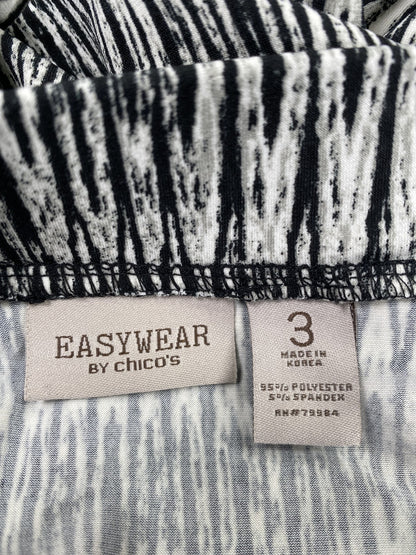 EASYWEAR
BY chico's
3
MADE IN
KOREA
95% POLYESTER
5% SPANDEX
RN#79984